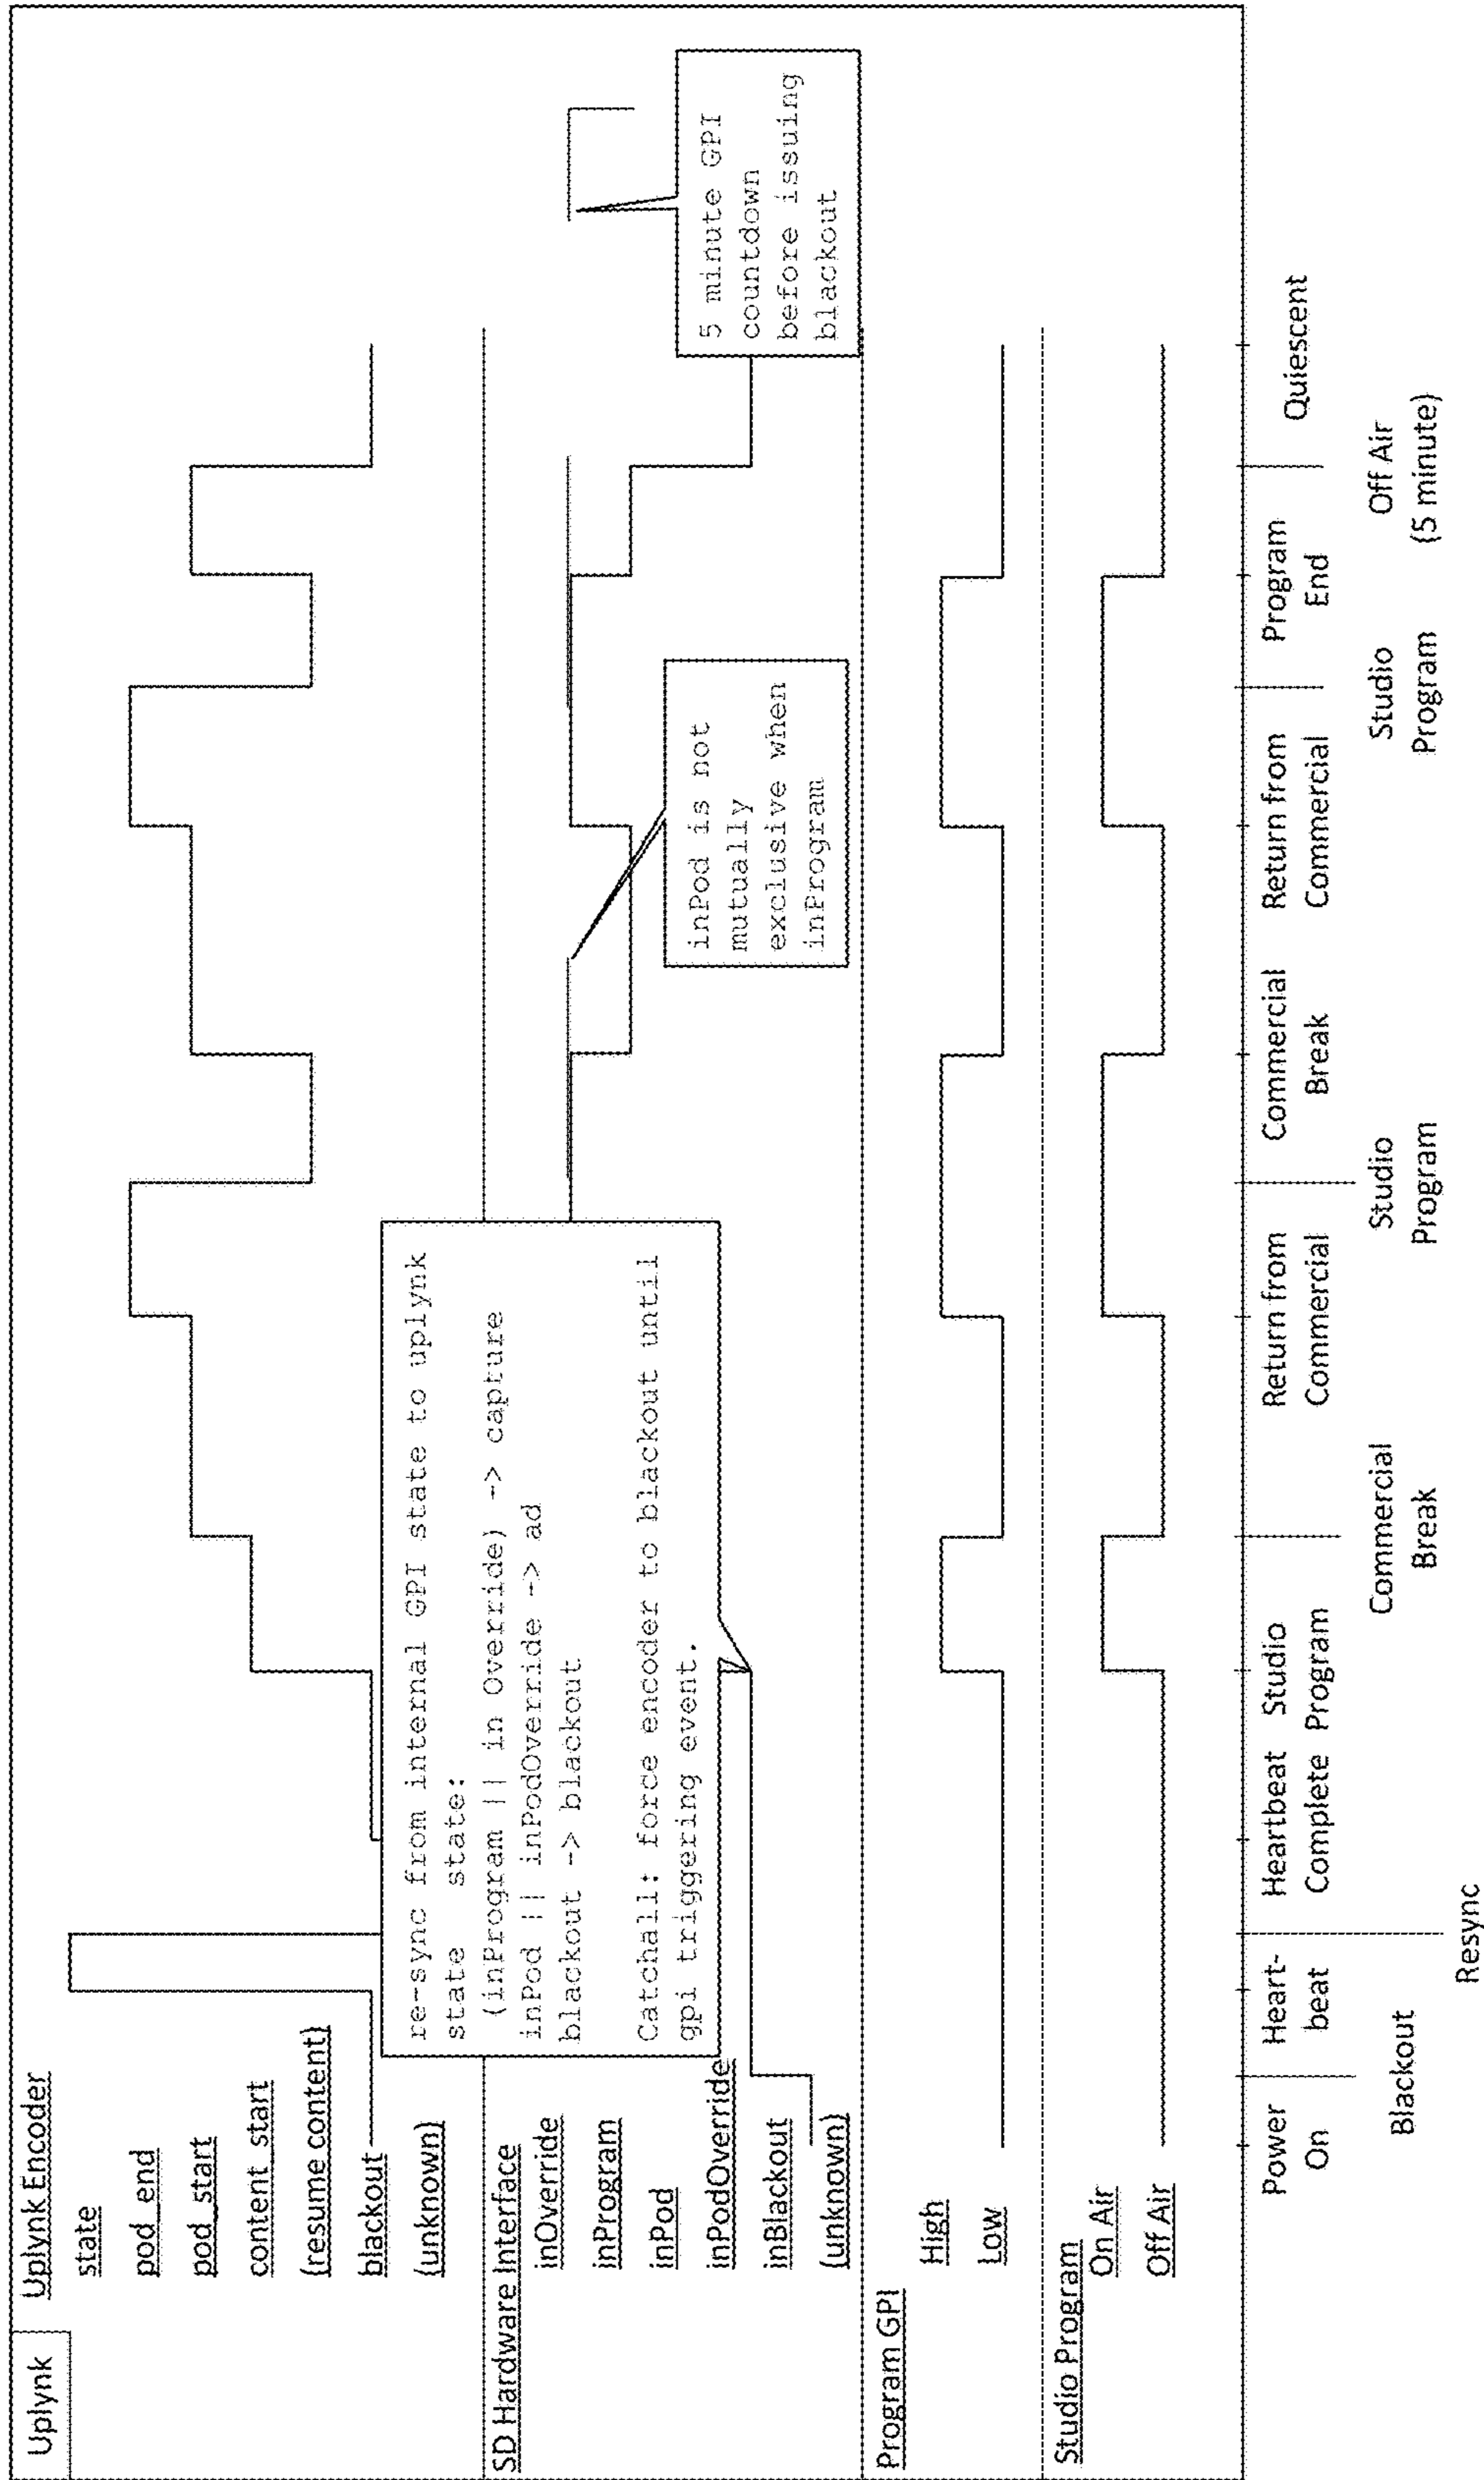 Uplynk
Uplynk Encoder
state
pod_end
pod_start
content_start
(resume content)
blackout
(unknown)
re-sync from internal GPI state to uplynk
state state:
(inProgram || in Override) -> capture
inPod || inPodOverride -> ad
blackout -> blackout
Catchall: force encoder to blackout until
gpi triggering event.
SD Hardware Interface
inOverride
inProgram
inPod
inPodOverride
inBlackout
(unknown)
inPod is not
mutually
exclusive when
inProgram
5 minute GPI
countdown
before issuing
blackout
Program GPI
High
Low
Studio Program
On Air
Off Air
Power
On
Blackout
Heart-
beat
Resync
Heartbeat
Complete
Studio
Program
Commercial
Break
Return from
Commercial
Studio
Program
Commercial
Break
Return from
Commercial
Studio
Program
Program
End
Off Air
(5 minute)
Quiescent